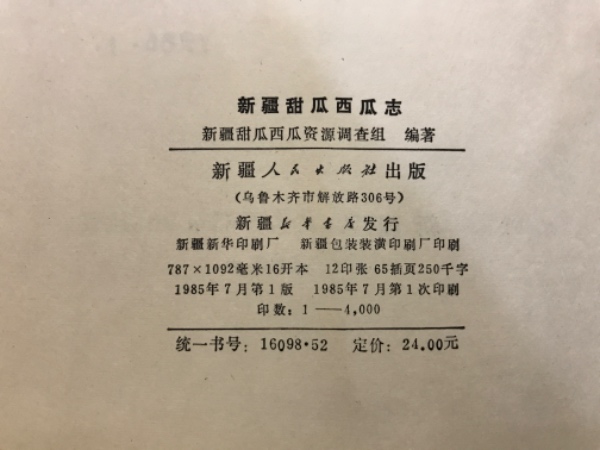 新疆甜瓜西瓜志
新疆甜瓜西瓜资源调查组 编著
新疆人民出版社出版
(乌鲁木齐市解放路306号)
新疆新华书店发行
新疆新华印刷厂 新疆包装装潢印刷厂印刷
787×1092毫米16开本 12印张 65插页250千字
1985年7月第1版 1985年7月第1次印刷
印数:1——4,000
统一书号:16098·52 定价:24.00元